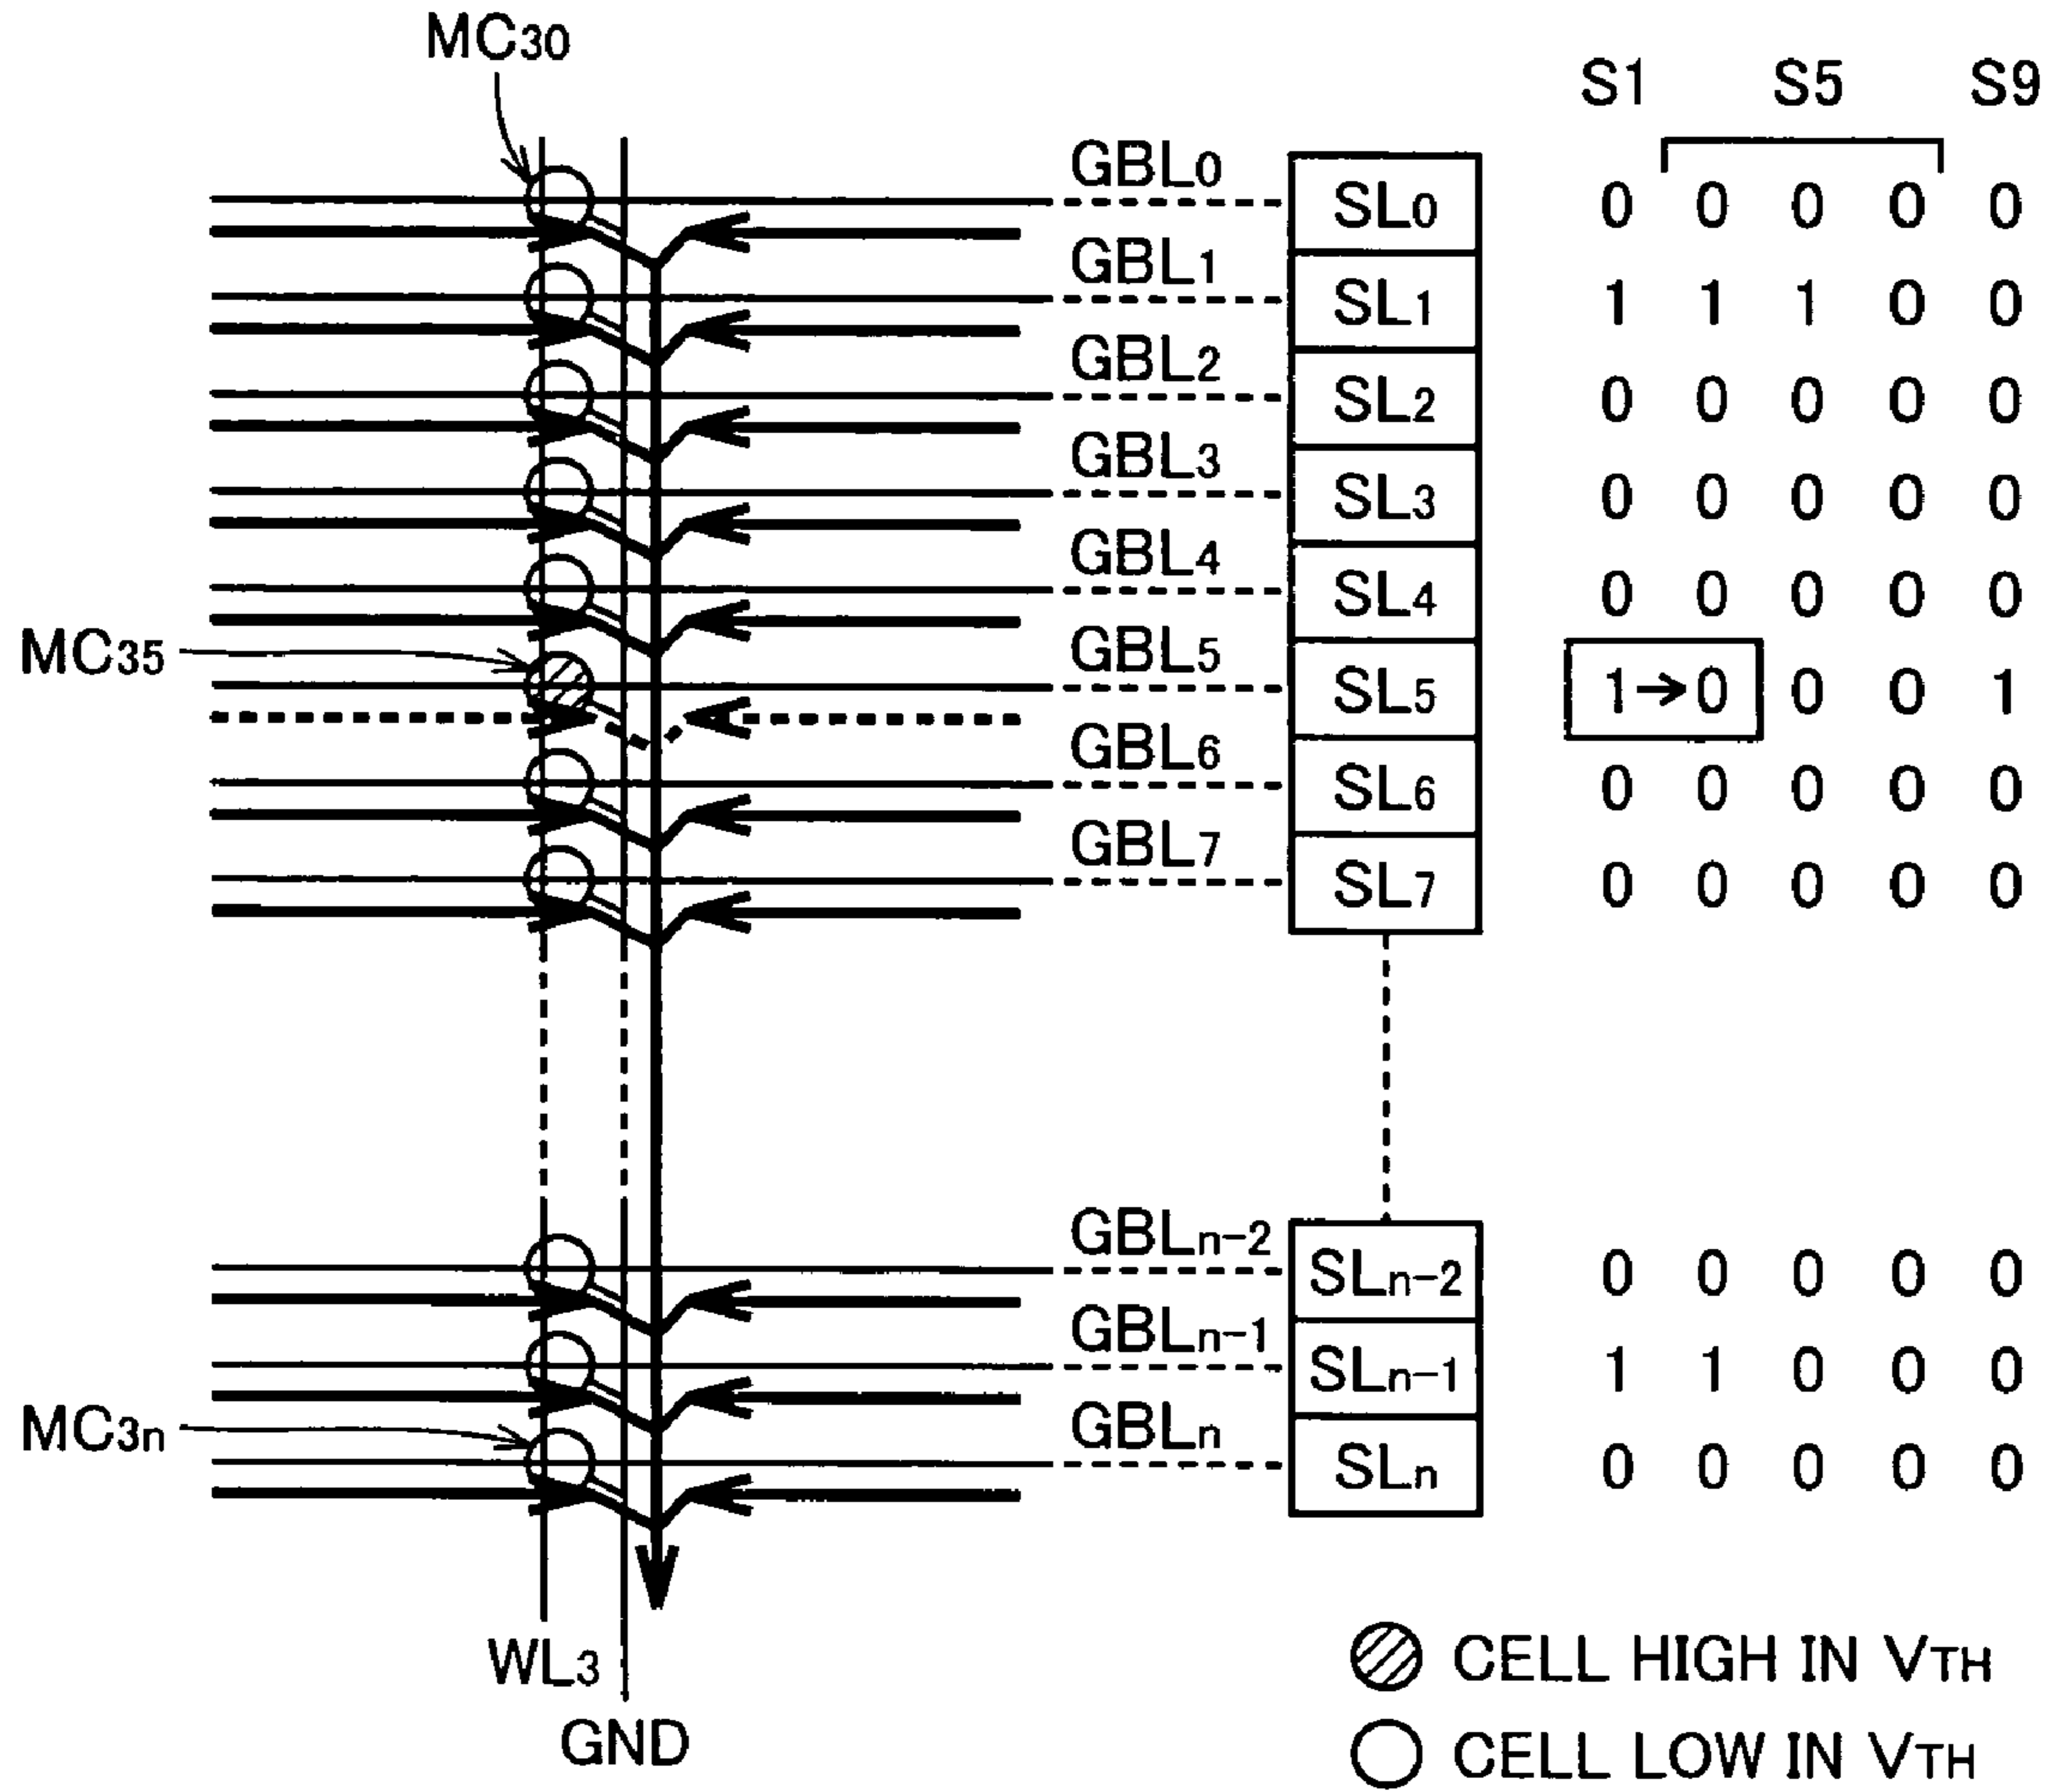 MC30
S1 S5 S9
GBL0 SL0 0 0 0 0 0
GBL1 SL1 1 1 1 0 0
GBL2 SL2 0 0 0 0 0
GBL3 SL3 0 0 0 0 0
GBL4 SL4 0 0 0 0 0
MC35 GBL5 SL5 1→0 0 0 1
GBL6 SL6 0 0 0 0 0
GBL7 SL7 0 0 0 0 0
GBLn-2 SLn-2 0 0 0 0 0
GBLn-1 SLn-1 1 1 0 0 0
MC3n GBLn SLn 0 0 0 0 0
WL3
GND
CELL HIGH IN VTH
CELL LOW IN VTH